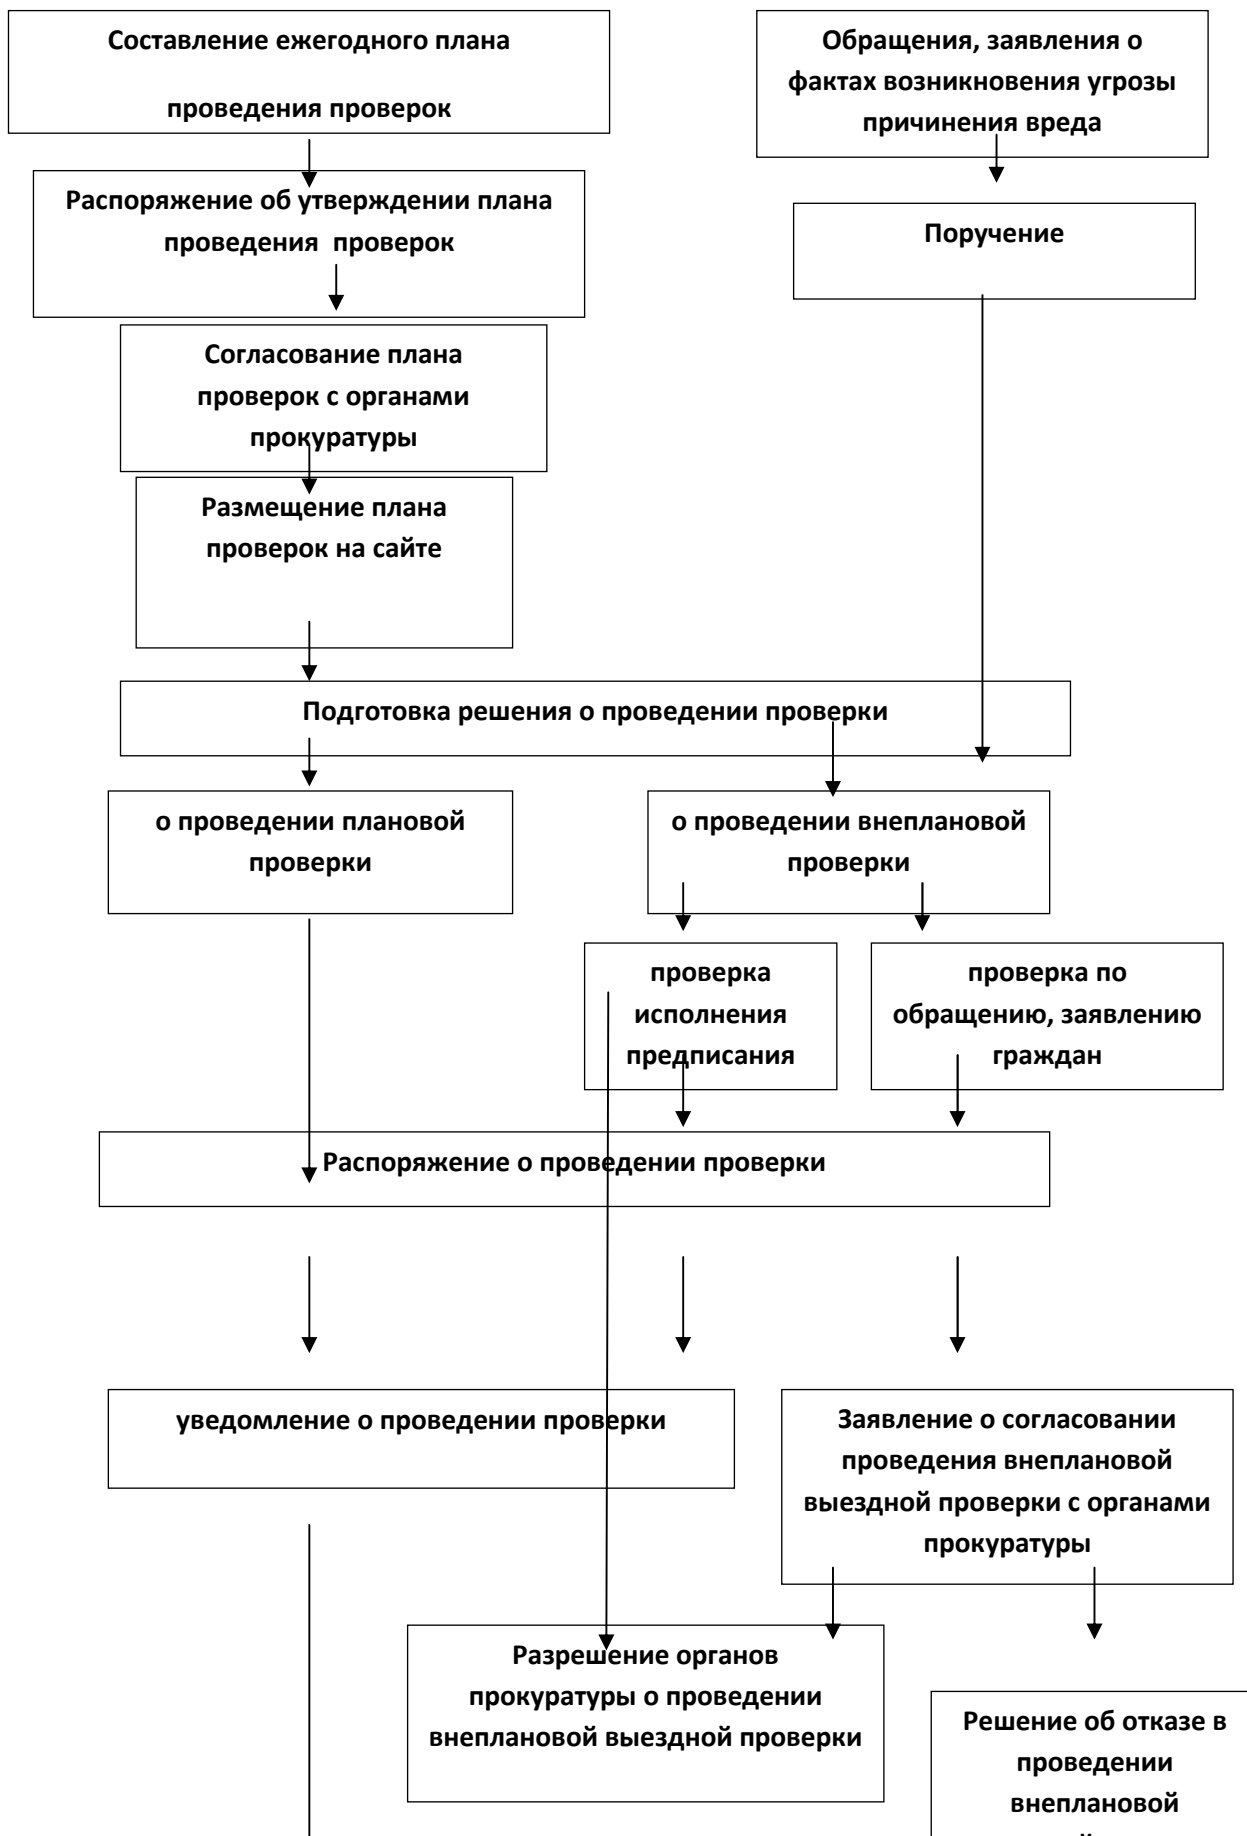 Составление ежегодного плана
проведения проверок
Обращения, заявления о
фактах возникновения угрозы
причинения вреда
Распоряжение об утверждении плана
проведения проверок
Поручение
Согласование плана
проверок с органами
прокуратуры
Размещение плана
проверок на сайте
Подготовка решения о проведении проверки
о проведении плановой
проверки
о проведении внеплановой
проверки
проверка
исполнения
предписания
проверка по
обращению, заявлению
граждан
Распоряжение о проведении проверки
уведомление о проведении проверки
Заявление о согласовании
проведения внеплановой
выездной проверки с органами
прокуратуры
Разрешение органов
прокуратуры о проведении
внеплановой выездной проверки
Решение об отказе в
проведении
внеплановой